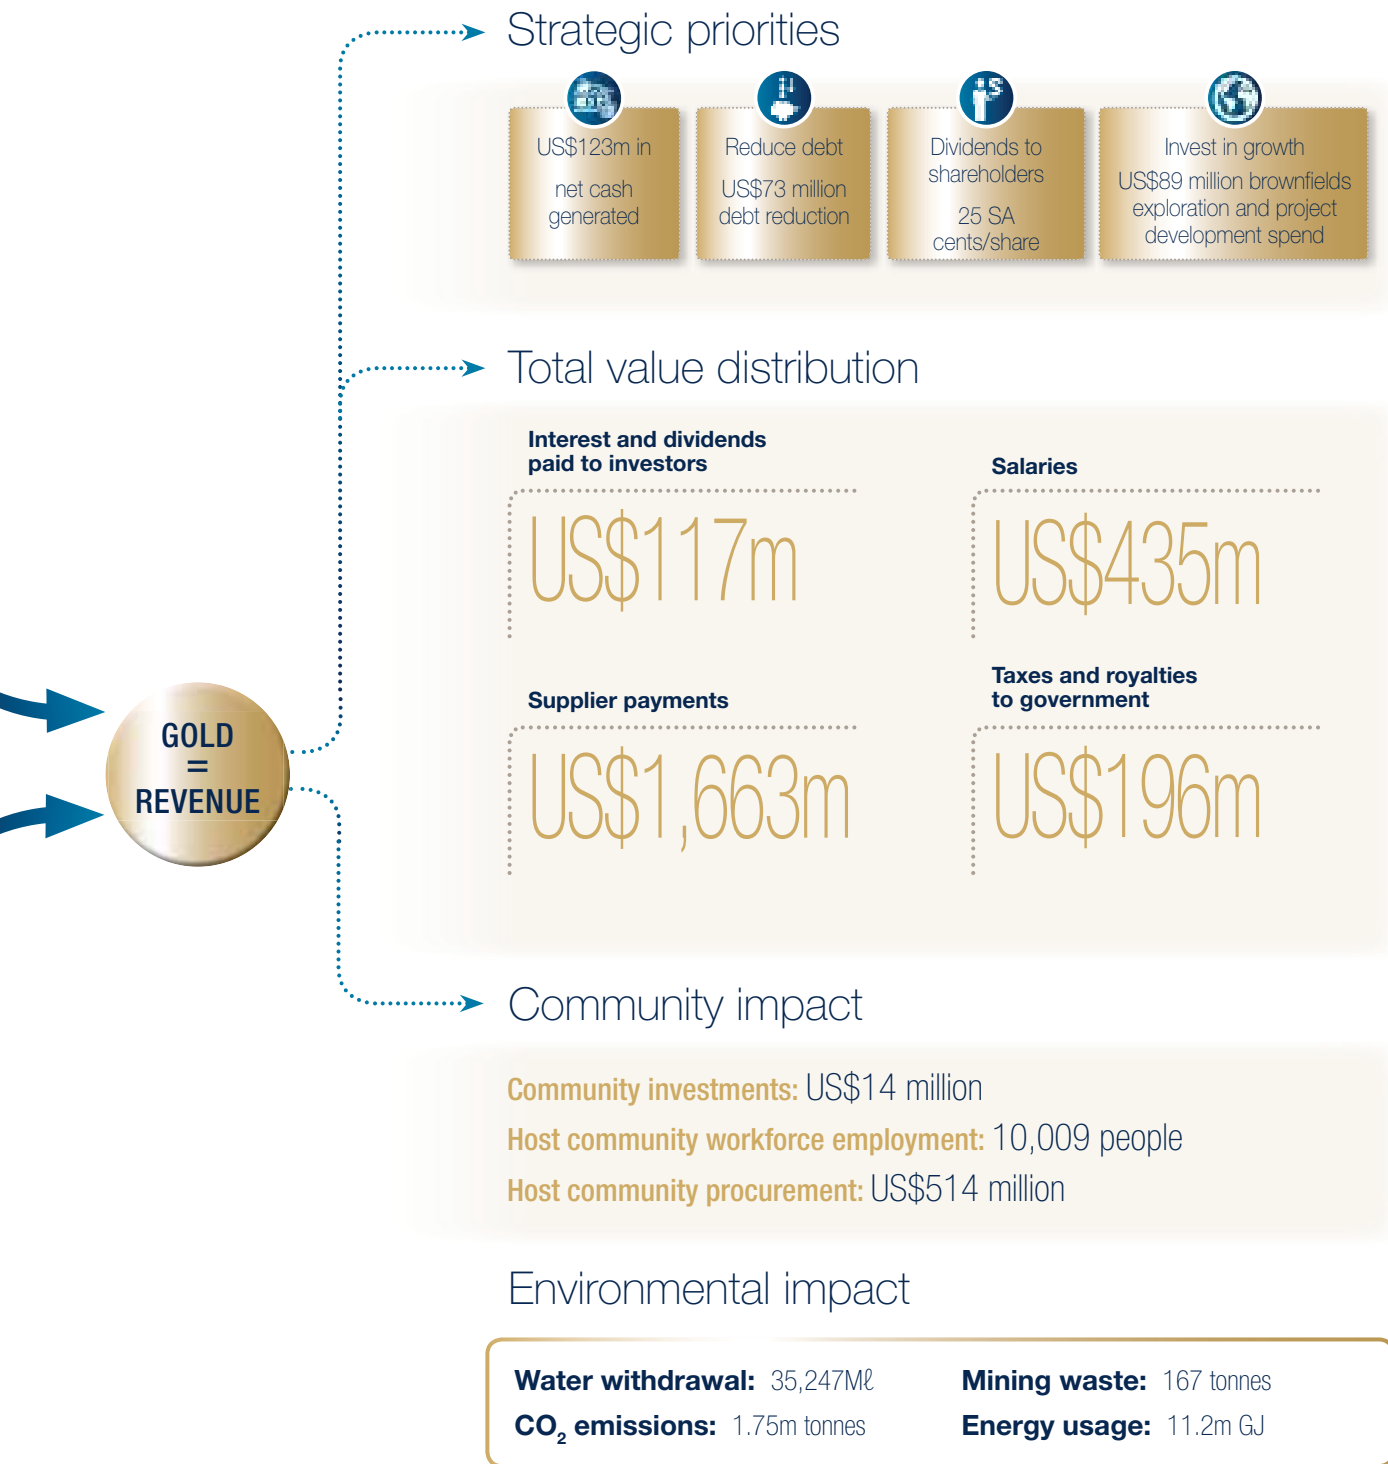 Strategic priorities
US$123m in
net cash
generated
Reduce debt
US$73 million
debt reduction
Dividends to
shareholders
25 SA
cents/share
Invest in growth
US$89 million brownfields
exploration and project
development spend
Total value distribution
Interest and dividends
paid to investors
US$117m
Salaries
US$435m
Supplier payments
US$1,663m
Taxes and royalties
to government
US$196m
GOLD
=
REVENUE
Community impact
Community investments: US$14 million
Host community workforce employment: 10,009 people
Host community procurement: US$514 million
Environmental impact
Water withdrawal: 35,247Mℓ
Mining waste: 167 tonnes
CO₂ emissions: 1.75m tonnes
Energy usage: 11.2m GJ